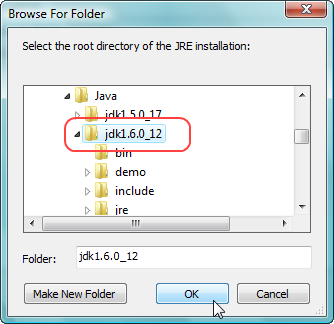 Browse For Folder
Select the root directory of the JRE installation:
Java
jdk1.5.0_17
jdk1.6.0_12
bin
demo
include
jre
Folder: jdk1.6.0_12
Make New Folder OK Cancel